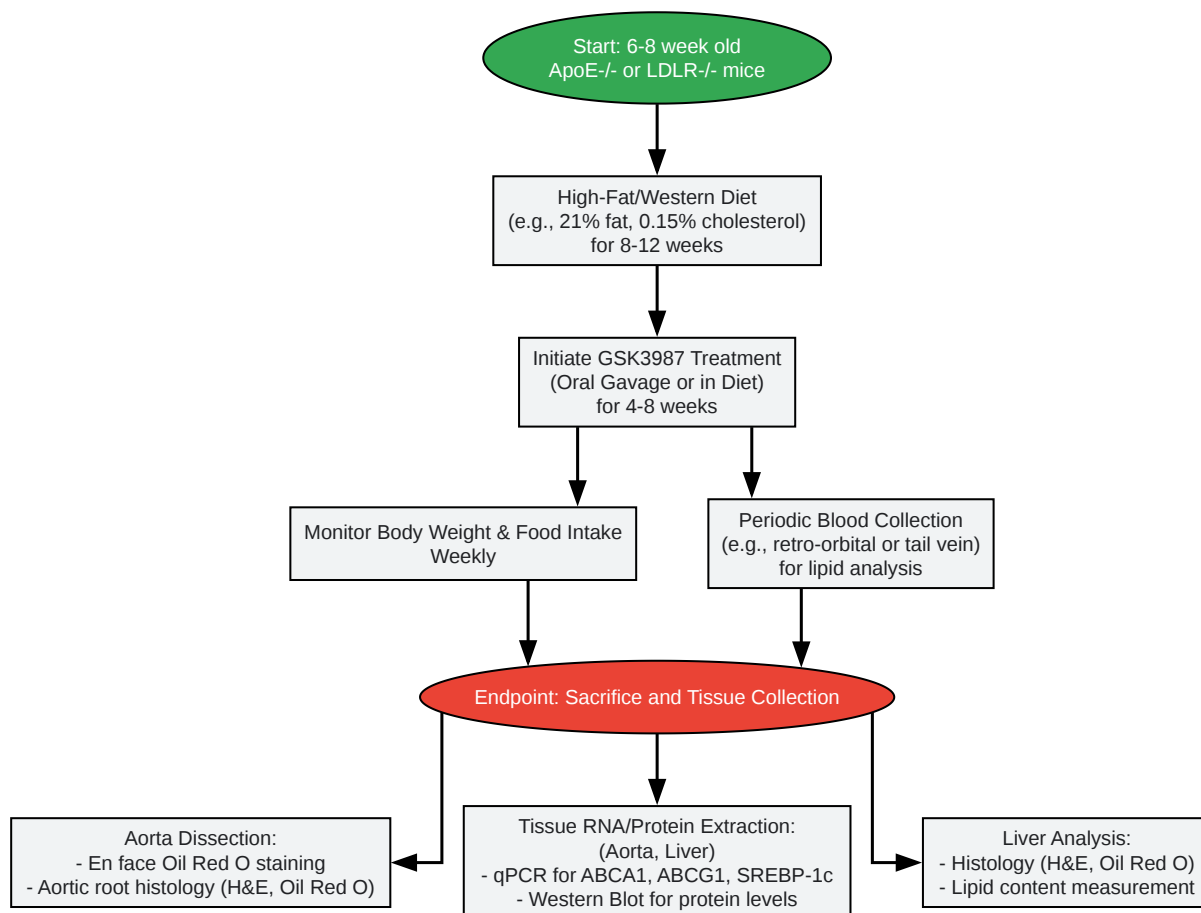 Start: 6-8 week old
ApoE-/- or LDLR-/- mice
High-Fat/Western Diet
(e.g., 21% fat, 0.15% cholesterol)
for 8-12 weeks
Initiate GSK3987 Treatment
(Oral Gavage or in Diet)
for 4-8 weeks
Monitor Body Weight & Food Intake
Weekly
Periodic Blood Collection
(e.g., retro-orbital or tail vein)
for lipid analysis
Endpoint: Sacrifice and Tissue Collection
Aorta Dissection:
- En face Oil Red O staining
- Aortic root histology (H&E, Oil Red O)
Tissue RNA/Protein Extraction:
(Aorta, Liver)
- qPCR for ABCA1, ABCG1, SREBP-1c
- Western Blot for protein levels
Liver Analysis:
- Histology (H&E, Oil Red O)
- Lipid content measurement